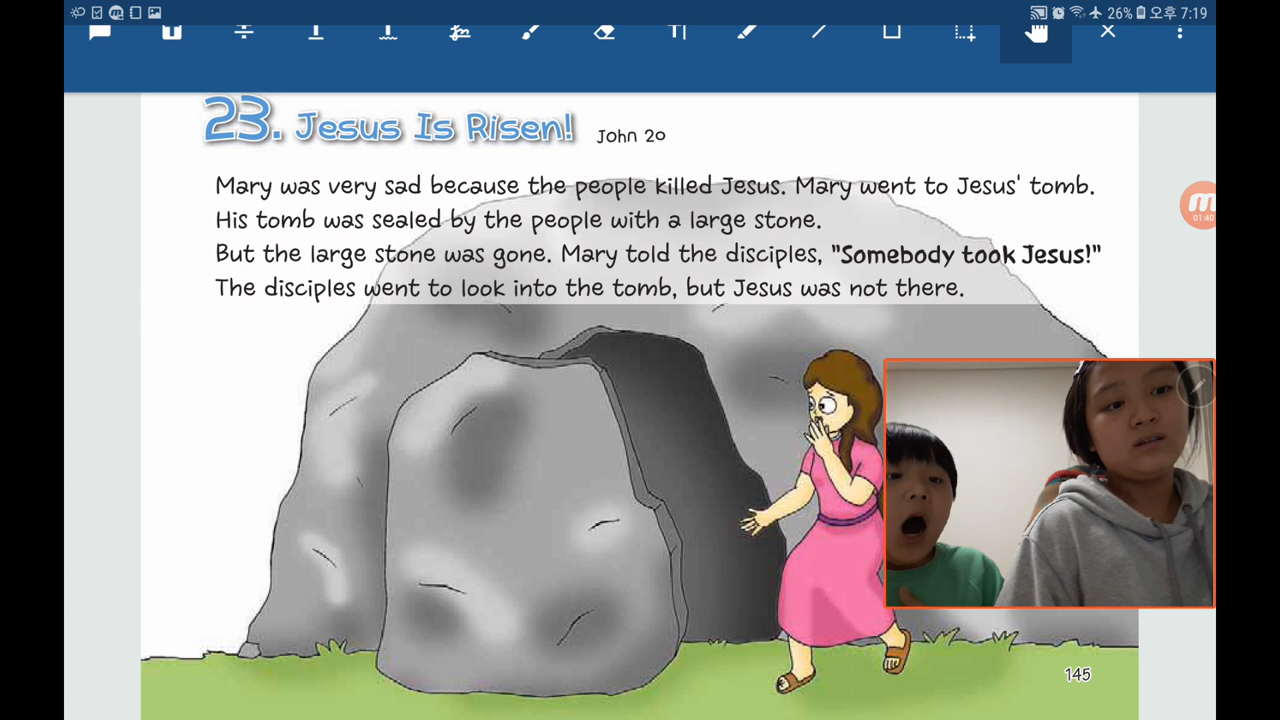 26% 오후 7:19
23. Jesus Is Risen! John 20
Mary was very sad because the people killed Jesus. Mary went to Jesus' tomb.
His tomb was sealed by the people with a large stone.
But the large stone was gone. Mary told the disciples, "Somebody took Jesus!"
The disciples went to look into the tomb, but Jesus was not there.
01:40
145